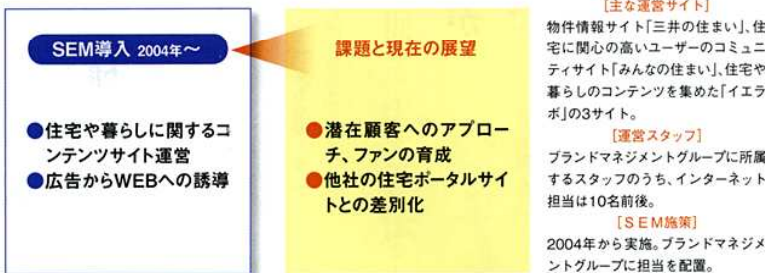 SEM導入 2004年～
●住宅や暮らしに関するコ
ンテンツサイト運営
●広告からWEBへの誘導
課題と現在の展望
●潜在顧客へのアプロー
チ、ファンの育成
●他社の住宅ポータルサイ
トとの差別化
[主な運営サイト]
物件情報サイト「三井の住まい」、住
宅に関心の高いユーザーのコミュニ
ティサイト「みんなの住まい」、住宅や
暮らしのコンテンツを集めた「イエラ
ボ」の3サイト。
[運営スタッフ]
ブランドマネジメントグループに所属
するスタッフのうち、インターネット
担当は10名前後。
[SEM施策]
2004年から実施。ブランドマネジメ
ントグループに担当を配置。